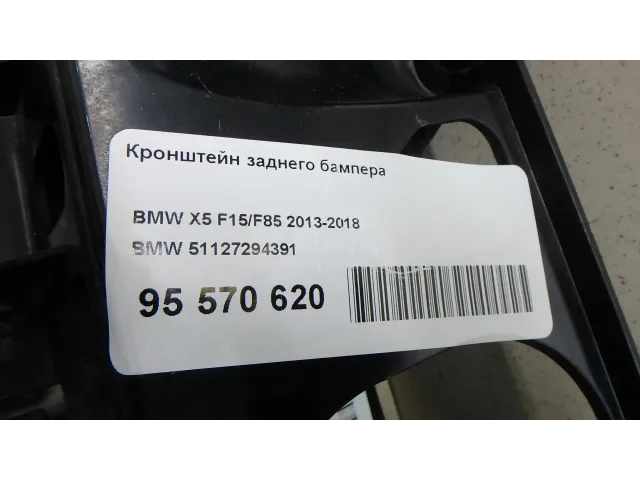 Кронштейн заднего бампера
BMW X5 F15/F85 2013-2018
BMW 51127294391
95 570 620